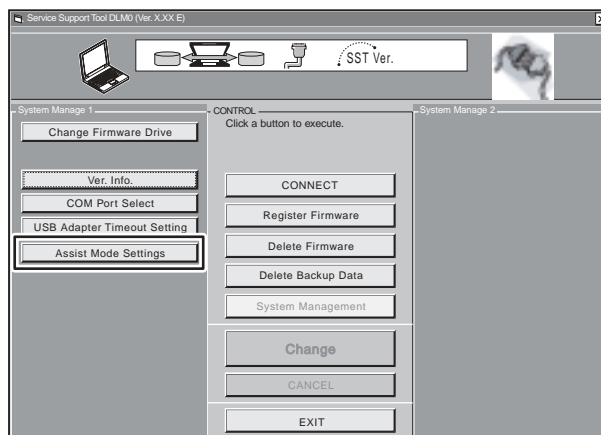 Service Support Tool DLM0 (Ver. X.XX E)
SST Ver.
System Manage 1
Change Firmware Drive
Ver. Info.
COM Port Select
USB Adapter Timeout Setting
Assist Mode Settings
CONTROL
Click a button to execute.
CONNECT
Register Firmware
Delete Firmware
Delete Backup Data
System Management
Change
CANCEL
EXIT
System Manage 2